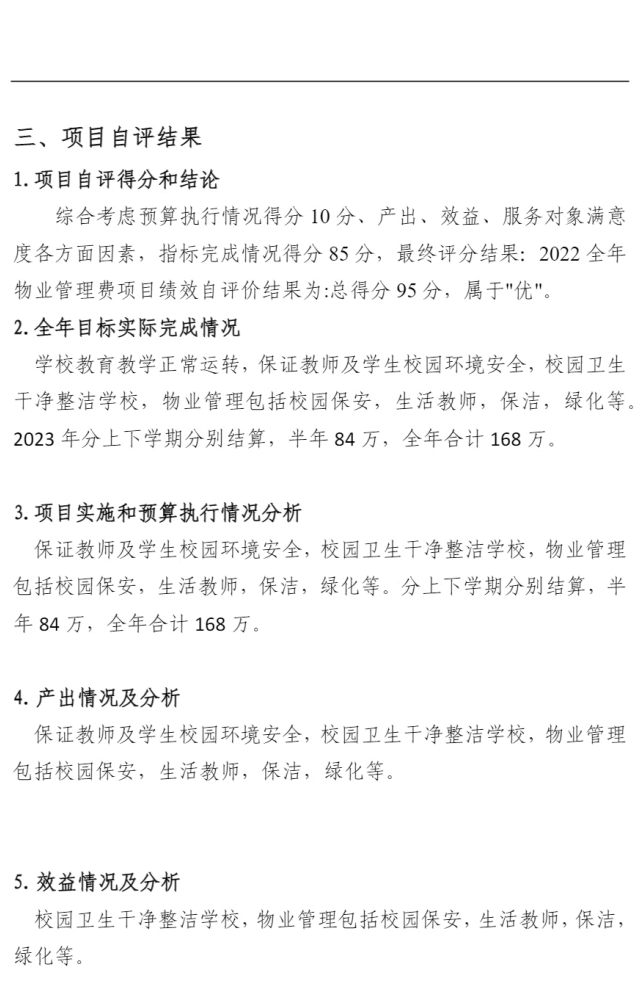 三、项目自评结果
1.项目自评得分和结论
综合考虑预算执行情况得分 10 分、产出、效益、服务对象满意
度各方面因素，指标完成情况得分 85 分，最终评分结果：2022 全年
物业管理费项目绩效自评价结果为:总得分 95 分，属于"优"。
2.全年目标实际完成情况
学校教育教学正常运转，保证教师及学生校园环境安全，校园卫生
干净整洁学校，物业管理包括校园保安，生活教师，保洁，绿化等。
2023 年分上下学期分别结算，半年 84 万，全年合计 168 万。
3.项目实施和预算执行情况分析
保证教师及学生校园环境安全，校园卫生干净整洁学校，物业管理
包括校园保安，生活教师，保洁，绿化等。分上下学期分别结算，半
年 84 万，全年合计 168 万。
4. 产出情况及分析
保证教师及学生校园环境安全，校园卫生干净整洁学校，物业管理
包括校园保安，生活教师，保洁，绿化等。
5. 效益情况及分析
校园卫生干净整洁学校，物业管理包括校园保安，生活教师，保洁，
绿化等。